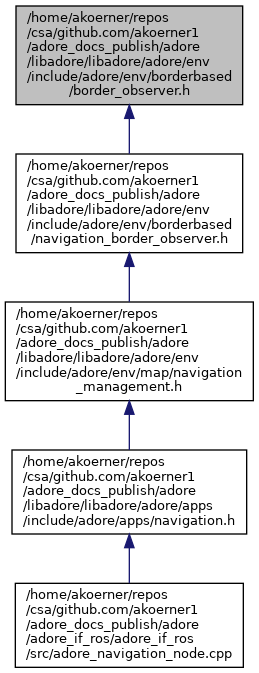 /home/akoerner/repos
/csa/github.com/akoerner1
/adore_docs_publish/adore
/libadore/libadore/adore/env
/include/adore/env/borderbased
/border_observer.h
/home/akoerner/repos
/csa/github.com/akoerner1
/adore_docs_publish/adore
/libadore/libadore/adore/env
/include/adore/env/borderbased
/navigation_border_observer.h
/home/akoerner/repos
/csa/github.com/akoerner1
/adore_docs_publish/adore
/libadore/libadore/adore/env
/include/adore/env/map/navigation
_management.h
/home/akoerner/repos
/csa/github.com/akoerner1
/adore_docs_publish/adore
/libadore/libadore/adore/apps
/include/adore/apps/navigation.h
/home/akoerner/repos
/csa/github.com/akoerner1
/adore_docs_publish/adore
/adore_if_ros/adore_if_ros
/src/adore_navigation_node.cpp